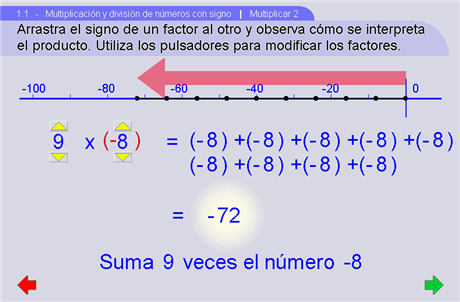 1.1 - Multiplicación y división de números con signo | Multiplicar 2
Arrastra el signo de un factor al otro y observa cómo se interpreta
el producto. Utiliza los pulsadores para modificar los factores.
-100 -80 -60 -40 -20 0
9 x (-8) = (-8) +(-8) +(-8) +(-8) +(-8)
(-8) +(-8) +(-8) +(-8)
= -72
Suma 9 veces el número -8